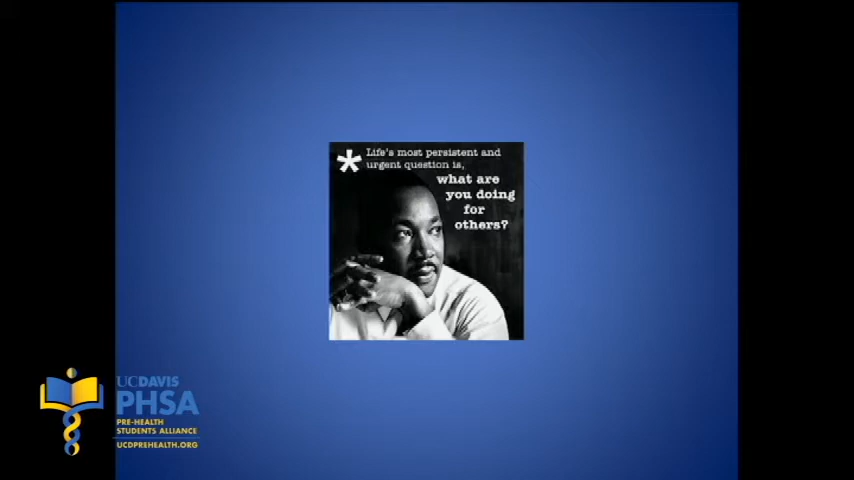 * Life's most persistent and
urgent question is,
what are
you doing
for
others?
UCDAVIS
PHSA
PRE-HEALTH
STUDENTS ALLIANCE
UCDPREHEALTH.ORG